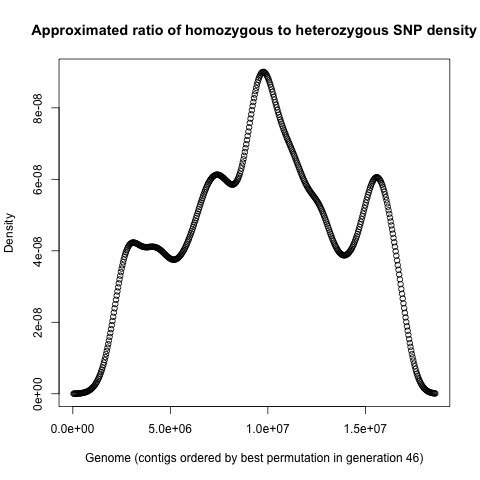 Approximated ratio of homozygous to heterozygous SNP density
8e-08
6e-08
4e-08
2e-08
0e+00
Density
0.0e+00 5.0e+06 1.0e+07 1.5e+07
Genome (contigs ordered by best permutation in generation 46)